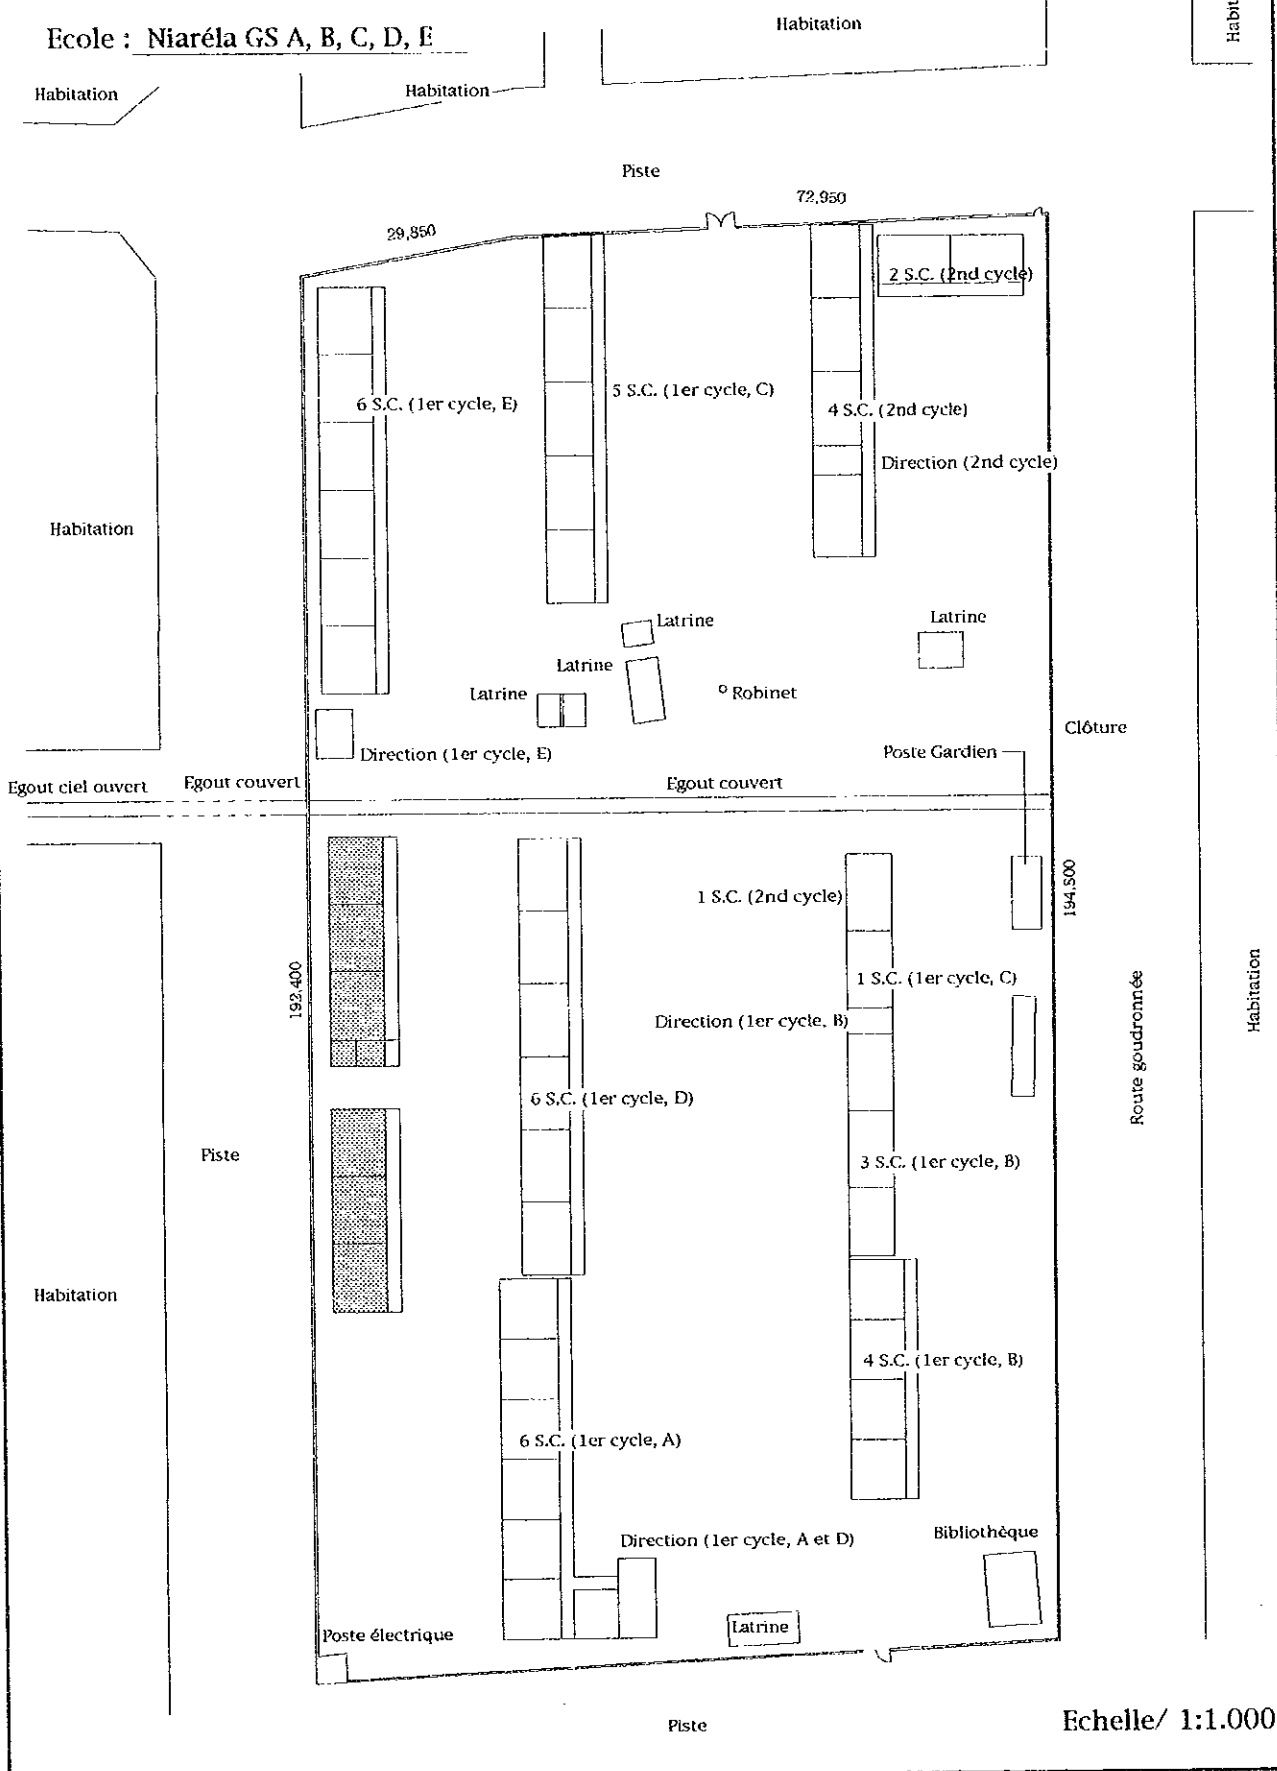 Habitation
Habit
Ecole : Niaréla GS A, B, C, D, E
Habitation
Habitation
Piste
72,950
29,850
2 S.C. (2nd cycle)
6 S.C. (1er cycle, E)
5 S.C. (1er cycle, C)
4 S.C. (2nd cycle)
Direction (2nd cycle)
Habitation
Latrine
Latrine
Latrine
Latrine
Robinet
Clôture
Direction (1er cycle, E)
Poste Gardien
Egout ciel ouvert
Egout couvert
Egout couvert
194,800
1 S.C. (2nd cycle)
192,400
1 S.C. (1er cycle, C)
Direction (1er cycle, B)
Route goudronnée
Habitation
6 S.C. (1er cycle, D)
Piste
3 S.C. (1er cycle, B)
Habitation
4 S.C. (1er cycle, B)
6 S.C. (1er cycle, A)
Direction (1er cycle, A et D)
Bibliothèque
Poste électrique
Latrine
Piste
Echelle/ 1:1.000